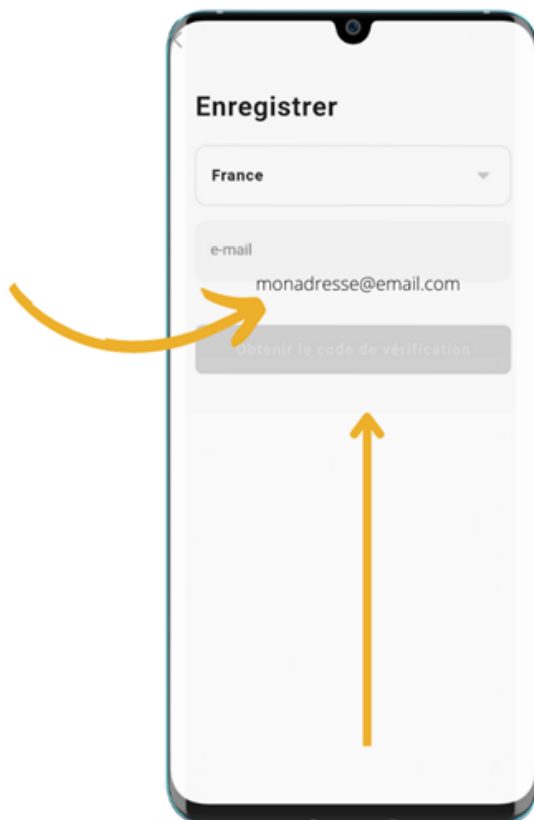 Enregistrer
France
e-mail
monadresse@email.com
Obtenir le code de vérification